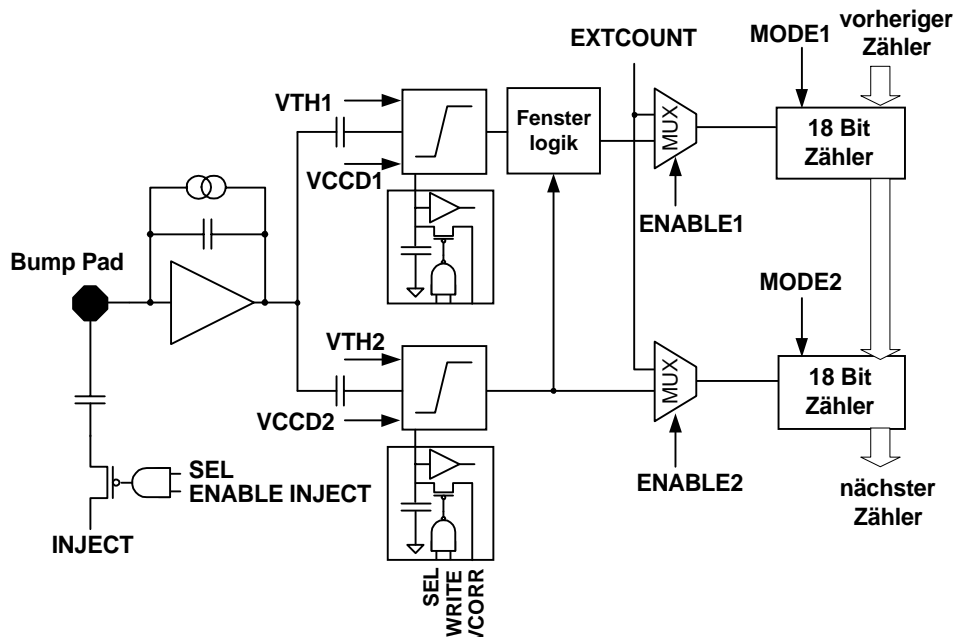 EXTCOUNT
MODE1
vorheriger
Zähler
VTH1
Fenster
logik
MUX
18 Bit
Zähler
VCCD1
ENABLE1
Bump Pad
MODE2
VTH2
MUX
18 Bit
Zähler
VCCD2
SEL
ENABLE INJECT
ENABLE2
nächster
Zähler
INJECT
SEL
WRITE
VCORR